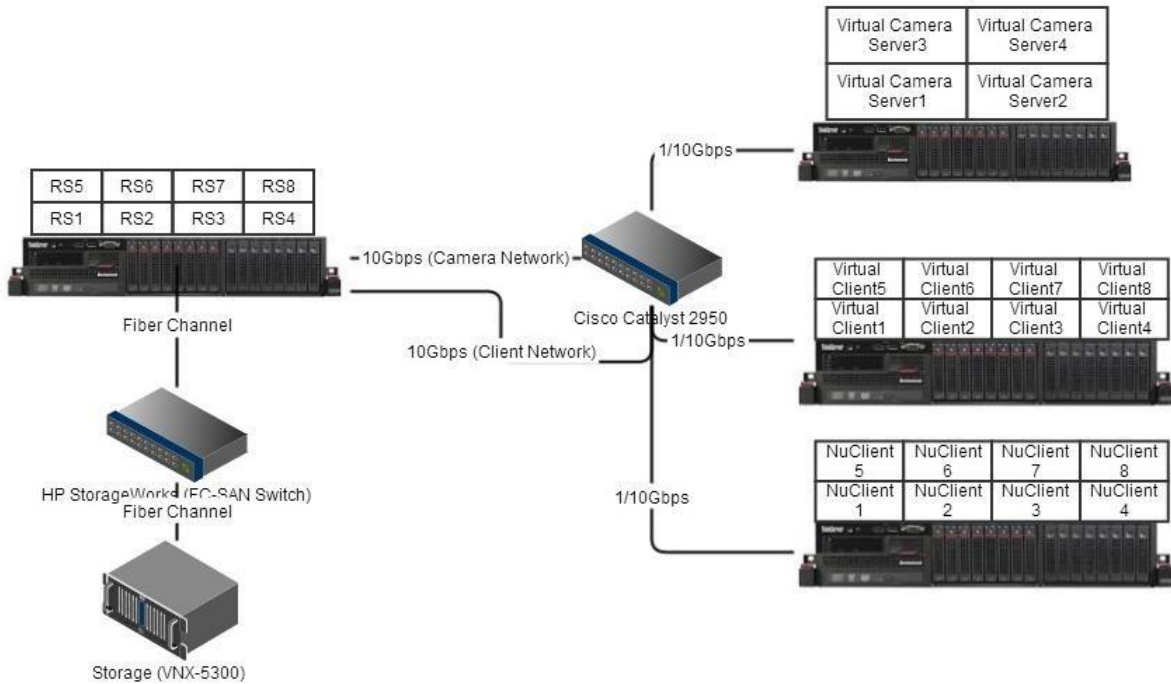 Virtual Camera Server3
Virtual Camera Server4
Virtual Camera Server1
Virtual Camera Server2
1/10Gbps
RS5
RS6
RS7
RS8
RS1
RS2
RS3
RS4
10Gbps (Camera Network)
Cisco Catalyst 2950
Fiber Channel
10Gbps (Client Network)
1/10Gbps
Virtual Client5
Virtual Client6
Virtual Client7
Virtual Client8
Virtual Client1
Virtual Client2
Virtual Client3
Virtual Client4
HP StorageWorks (FC-SAN Switch)
Fiber Channel
1/10Gbps
NuClient 5
NuClient 6
NuClient 7
NuClient 8
NuClient 1
NuClient 2
NuClient 3
NuClient 4
Storage (VNX-5300)